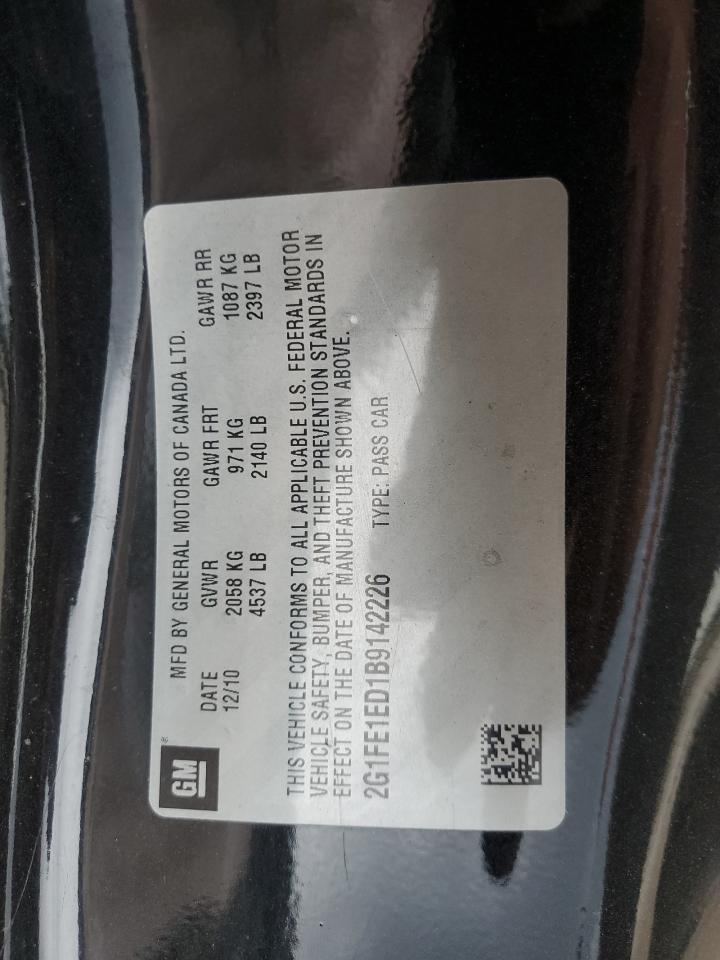 GM ®
MFD BY GENERAL MOTORS OF CANADA LTD.
DATE GVWR GAWR FRT GAWR RR
12/10 2058 KG 971 KG 1087 KG
4537 LB 2140 LB 2397 LB
THIS VEHICLE CONFORMS TO ALL APPLICABLE U.S. FEDERAL MOTOR
VEHICLE SAFETY, BUMPER, AND THEFT PREVENTION STANDARDS IN
EFFECT ON THE DATE OF MANUFACTURE SHOWN ABOVE.
2G1FE1ED1B9142226 TYPE: PASS CAR